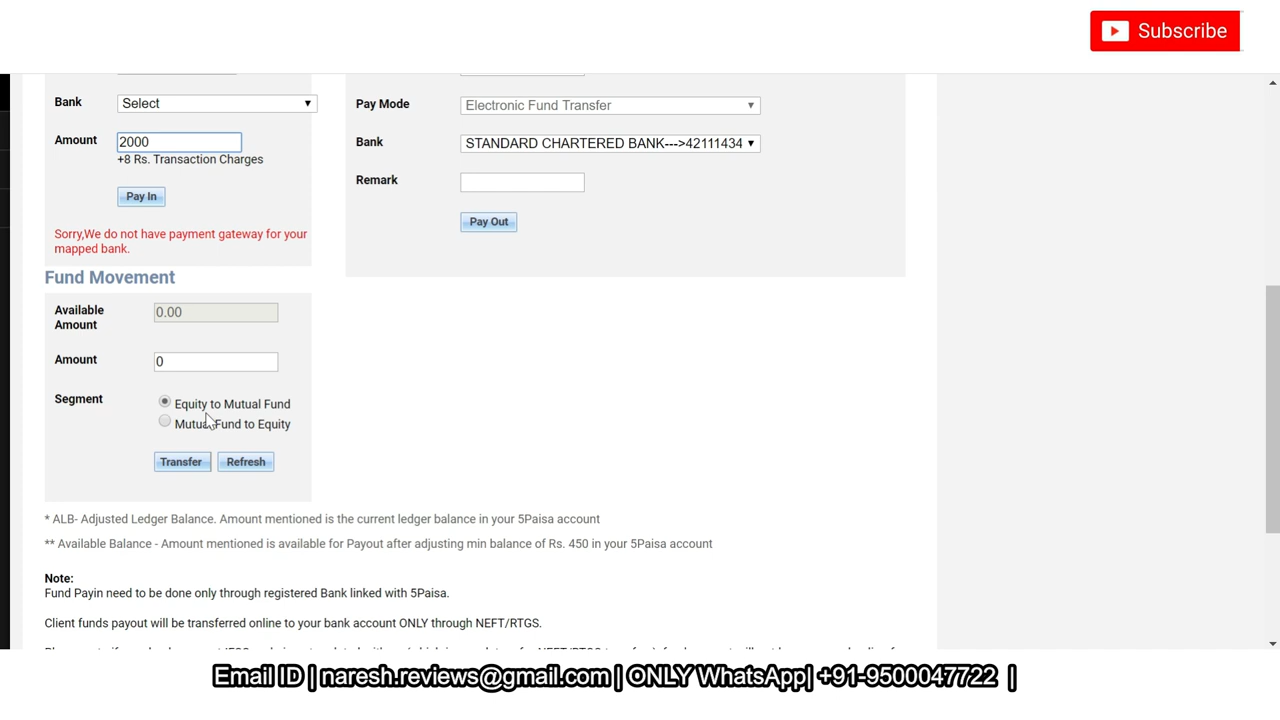 Subscribe
Bank
Select
Amount
2000
+8 Rs. Transaction Charges
Pay In
Sorry,We do not have payment gateway for your
mapped bank.
Pay Mode
Electronic Fund Transfer
Bank
STANDARD CHARTERED BANK--->42111434
Remark
Pay Out
Fund Movement
Available
Amount
0.00
Amount
0
Segment
Equity to Mutual Fund
Mutual Fund to Equity
Transfer
Refresh
* ALB- Adjusted Ledger Balance. Amount mentioned is the current ledger balance in your 5Paisa account
** Available Balance - Amount mentioned is available for Payout after adjusting min balance of Rs. 450 in your 5Paisa account
Note:
Fund Payin need to be done only through registered Bank linked with 5Paisa.
Client funds payout will be transferred online to your bank account ONLY through NEFT/RTGS.
Email ID | naresh.reviews@gmail.com | ONLY WhatsApp| +91-9500047722 |